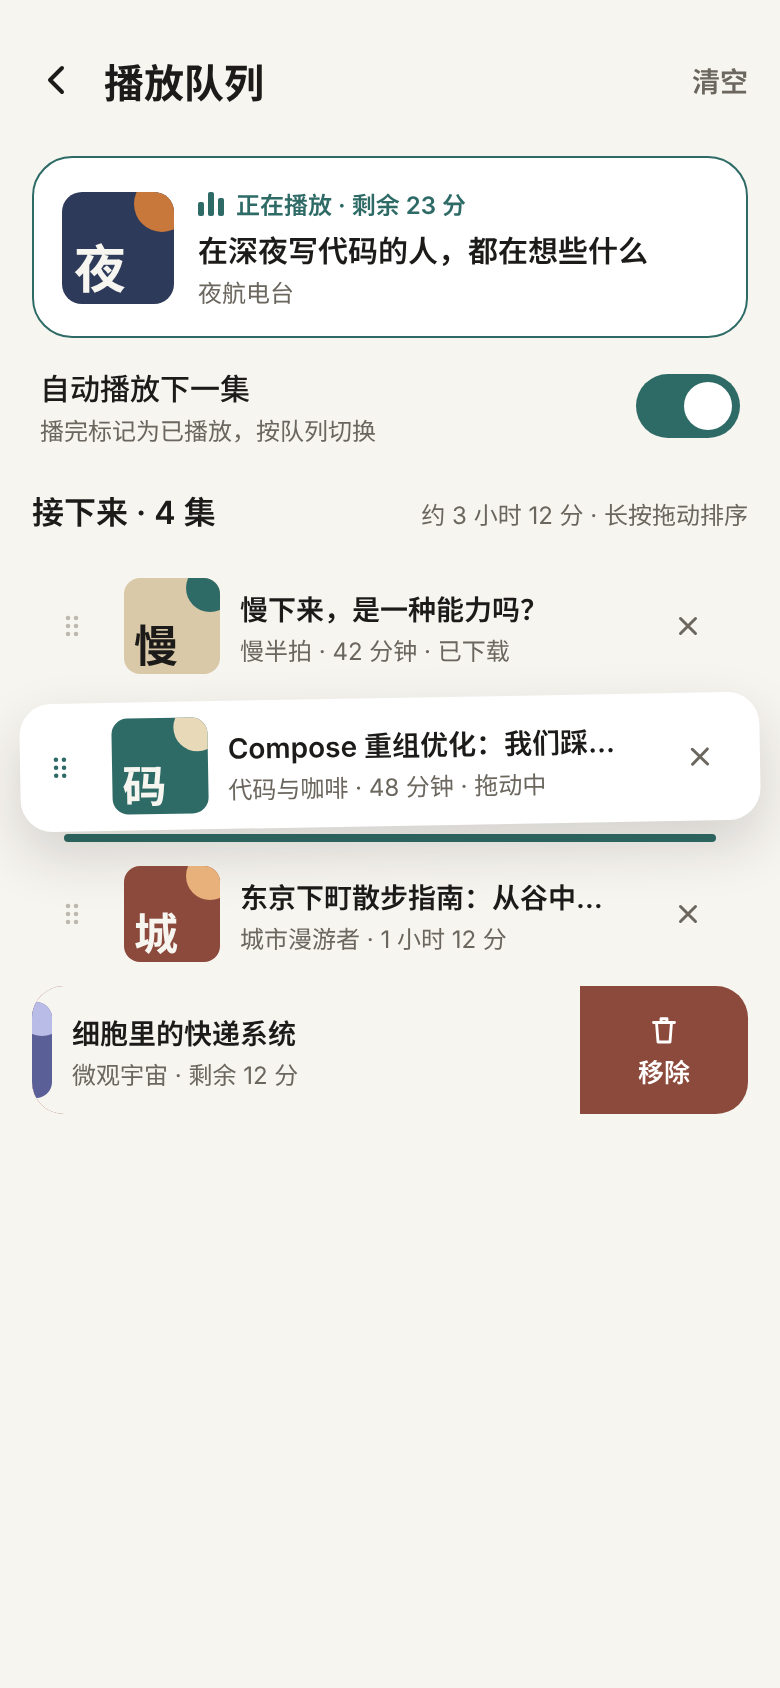 播放队列
清空
夜
正在播放 · 剩余 23 分
在深夜写代码的人，都在想些什么
夜航电台
自动播放下一集
播完标记为已播放，按队列切换
接下来 · 4 集
约 3 小时 12 分 · 长按拖动排序
慢
慢下来，是一种能力吗？
慢半拍 · 42 分钟 · 已下载
码
Compose 重组优化：我们踩…
代码与咖啡 · 48 分钟 · 拖动中
城
东京下町散步指南：从谷中…
城市漫游者 · 1 小时 12 分
细胞里的快递系统
微观宇宙 · 剩余 12 分
移除